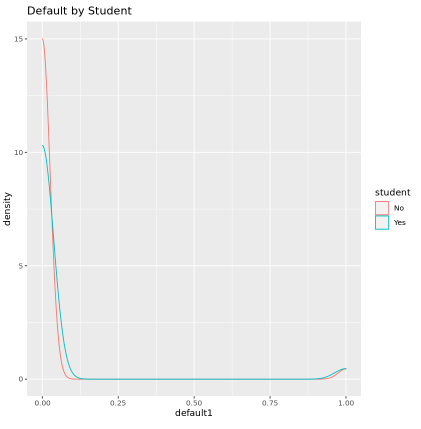 Default by Student
15
10
5
0
density
0.00 0.25 0.50 0.75 1.00
default1
student
No
Yes